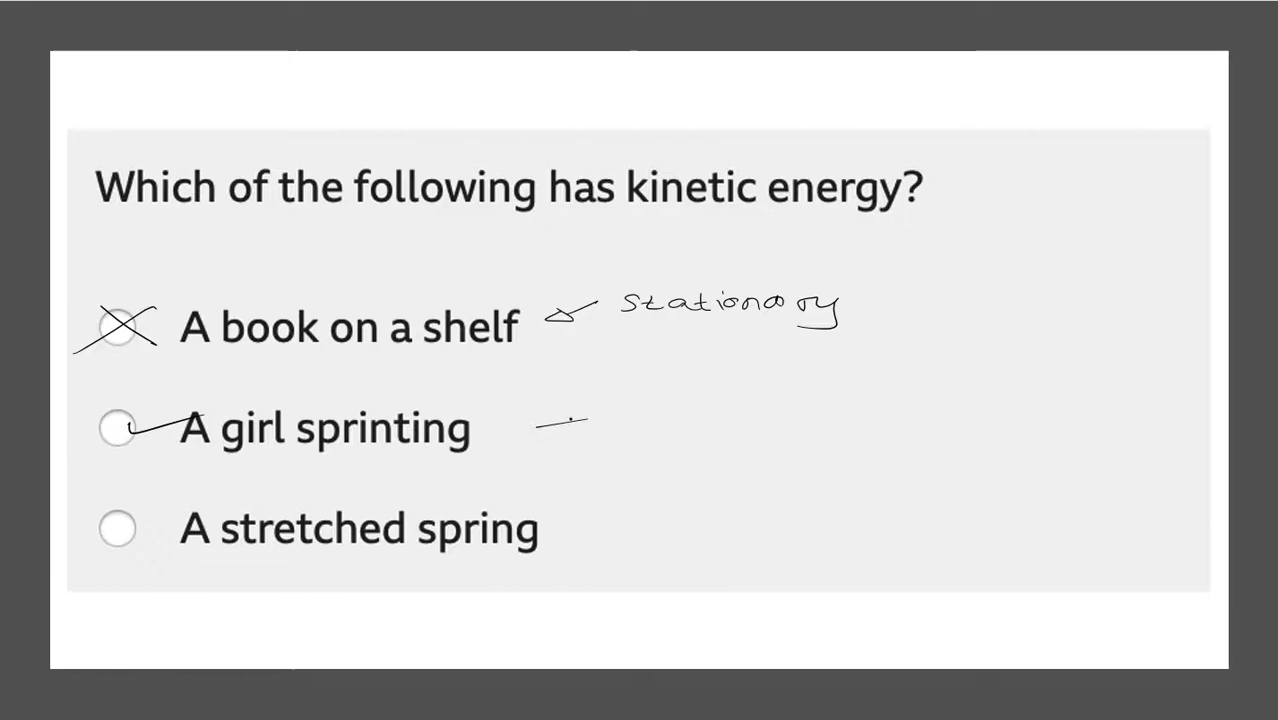 Which of the following has kinetic energy?
A book on a shelf stationary
A girl sprinting
A stretched spring